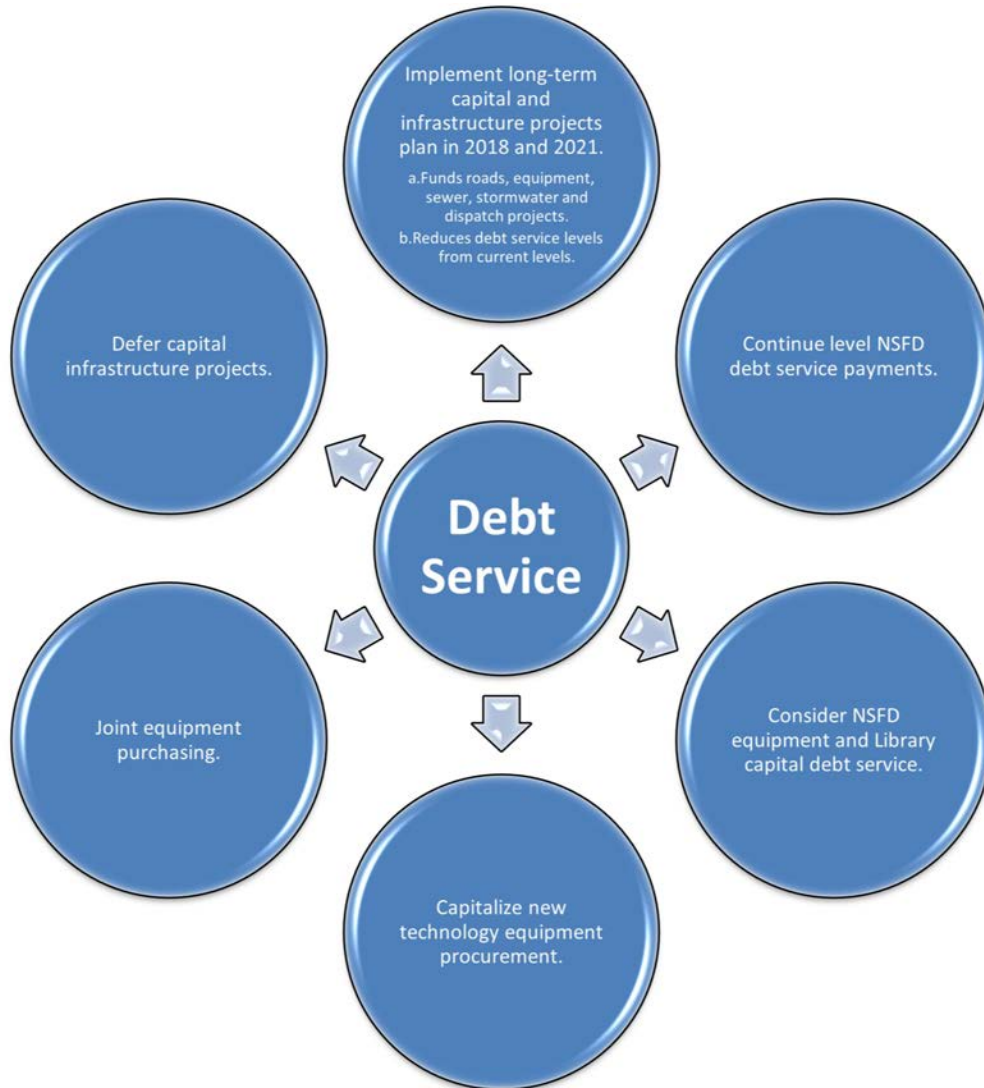 Implement long-term
capital and
infrastructure projects
plan in 2018 and 2021.
a.Funds roads, equipment,
sewer, stormwater and
dispatch projects.
b.Reduces debt service levels
from current levels.
Continue level NSFD
debt service payments.
Consider NSFD
equipment and Library
capital debt service.
Capitalize new
technology equipment
procurement.
Joint equipment
purchasing.
Defer capital
infrastructure projects.
Debt
Service